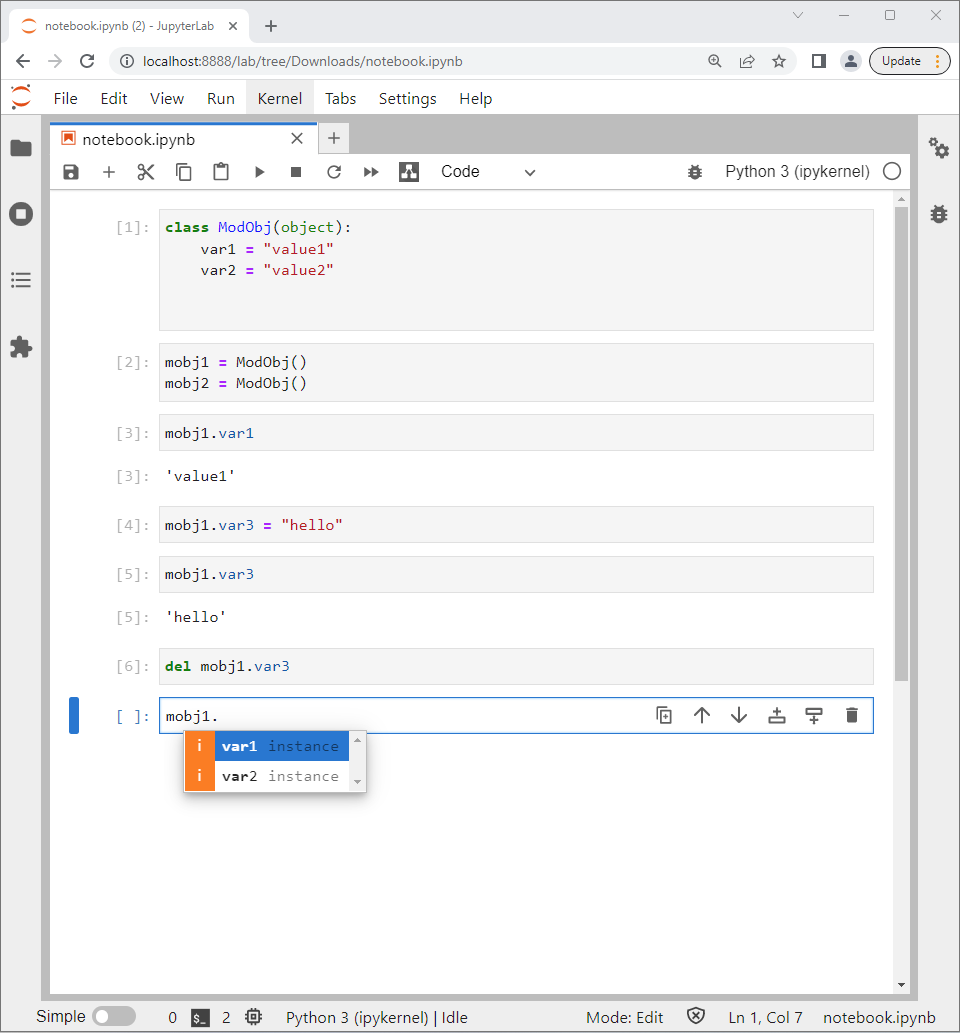 notebook.ipynb (2) - JupyterLab
localhost:8888/lab/tree/Downloads/notebook.ipynb
Update
File Edit View Run Kernel Tabs Settings Help
notebook.ipynb
Code
Python 3 (ipykernel)
[1]: class ModObj(object):
var1 = "value1"
var2 = "value2"
[2]: mobj1 = ModObj()
mobj2 = ModObj()
[3]: mobj1.var1
[3]: 'value1'
[4]: mobj1.var3 = "hello"
[5]: mobj1.var3
[5]: 'hello'
[6]: del mobj1.var3
[ ]: mobj1.
i var1 instance
i var2 instance
Simple 0 $_ 2 Python 3 (ipykernel) | Idle Mode: Edit Ln 1, Col 7 notebook.ipynb